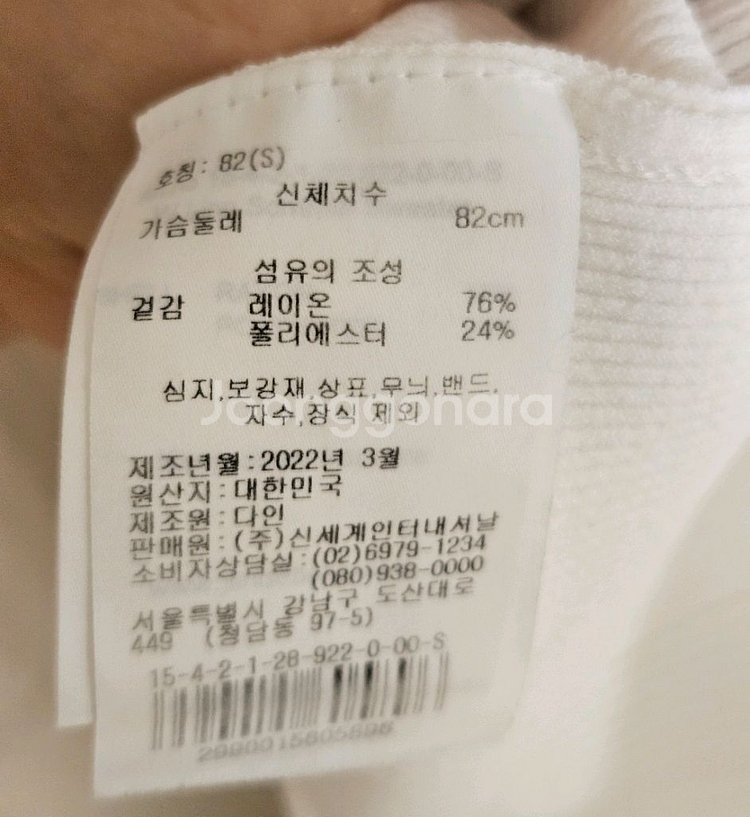 호칭: 82(S)
신체치수
가슴둘레 82cm
섬유의 조성
겉감 레이온 76%
폴리에스터 24%
심지,보강재,상표,무늬,밴드,
자수,장식 제외
Joonggonara
제조년월:2022년 3월
원산지:대한민국
제조원:다인
판매원:(주)신세계인터내셔날
소비자상담실:(02)6979-1234
(080)938-0000
서울특별시 강남구 도산대로
449 (청담동 97-5)
15-4-2-1-28-922-0-00-S